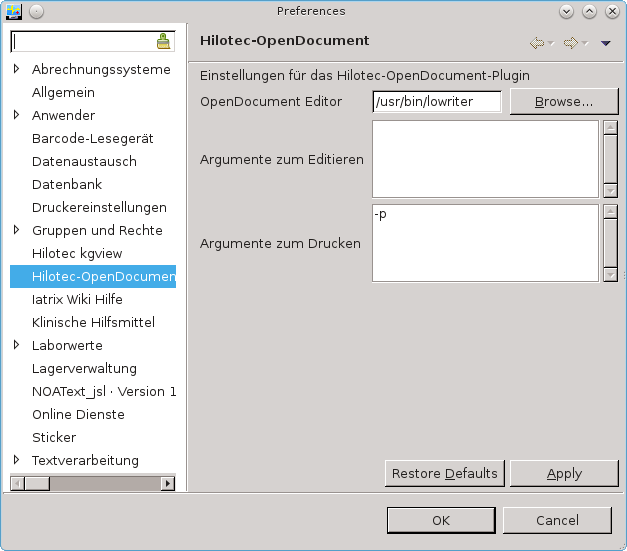 Preferences
Hilotec-OpenDocument
Abrechnungssysteme
Allgemein
Anwender
Barcode-Lesegerät
Datenaustausch
Datenbank
Druckereinstellungen
Gruppen und Rechte
Hilotec kgview
Hilotec-OpenDocumen
Iatrix Wiki Hilfe
Klinische Hilfsmittel
Laborwerte
Lagerverwaltung
NOAText_jsl · Version 1
Online Dienste
Sticker
Textverarbeitung
Einstellungen für das Hilotec-OpenDocument-Plugin
OpenDocument Editor /usr/bin/lowriter Browse...
Argumente zum Editieren
Argumente zum Drucken -p
Restore Defaults Apply
OK Cancel